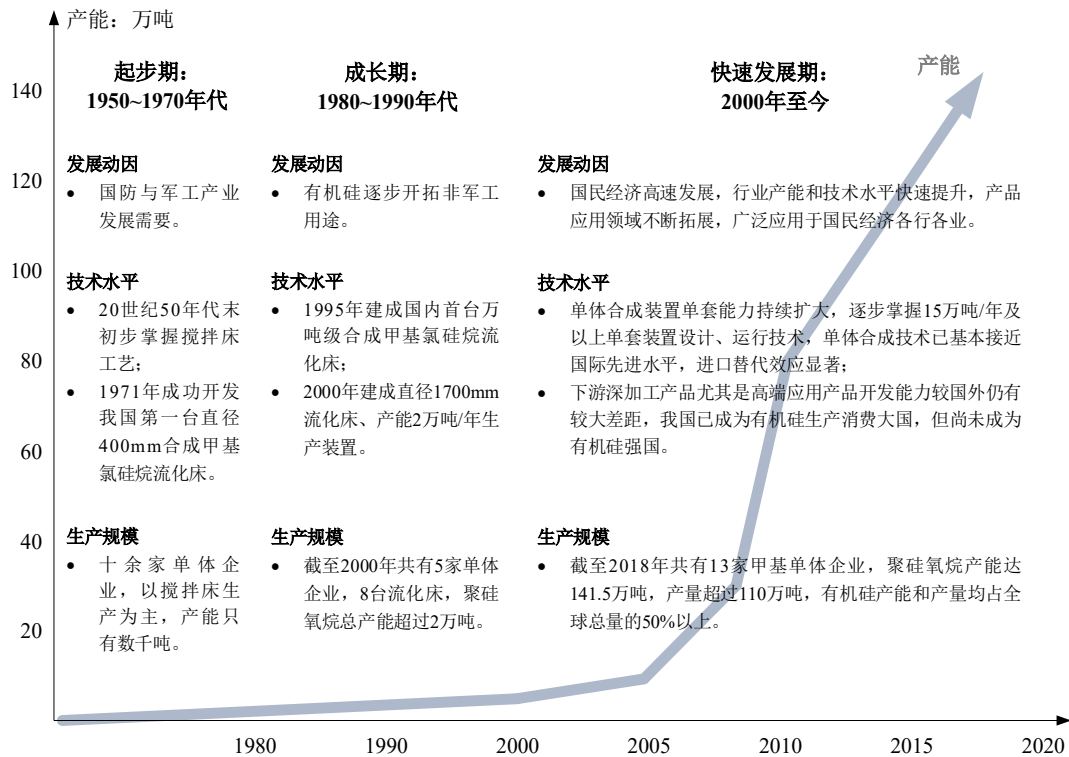 产能：万吨
140
120
100
80
60
40
20
起步期：
1950~1970年代
发展动因
• 国防与军工产业
发展需要。
技术水平
• 20世纪50年代末
初步掌握搅拌床
工艺；
• 1971年成功开发
我国第一台直径
400mm合成甲基
氯硅烷流化床。
生产规模
• 十余家单体企
业，以搅拌床生
产为主，产能只
有数千吨。
成长期：
1980~1990年代
发展动因
• 有机硅逐步开拓非军工
用途。
技术水平
• 1995年建成国内首台万
吨级合成甲基氯硅烷流
化床；
• 2000年建成直径1700mm
流化床、产能2万吨/年生
产装置。
生产规模
• 截至2000年共有5家单体
企业，8台流化床，聚硅
氧烷总产能超过2万吨。
快速发展期：
2000年至今
产能
发展动因
• 国民经济高速发展，行业产能和技术水平快速提升，产品
应用领域不断拓展，广泛应用于国民经济各行各业。
技术水平
• 单体合成装置单套能力持续扩大，逐步掌握15万吨/年及
以上单套装置设计、运行技术，单体合成技术已基本接近
国际先进水平，进口替代效应显著；
• 下游深加工产品尤其是高端应用产品开发能力较国外仍有
较大差距，我国已成为有机硅生产消费大国，但尚未成为
有机硅强国。
生产规模
• 截至2018年共有13家甲基单体企业，聚硅氧烷产能达
141.5万吨，产量超过110万吨，有机硅产能和产量均占全
球总量的50%以上。
1980
1990
2000
2005
2010
2015
2020